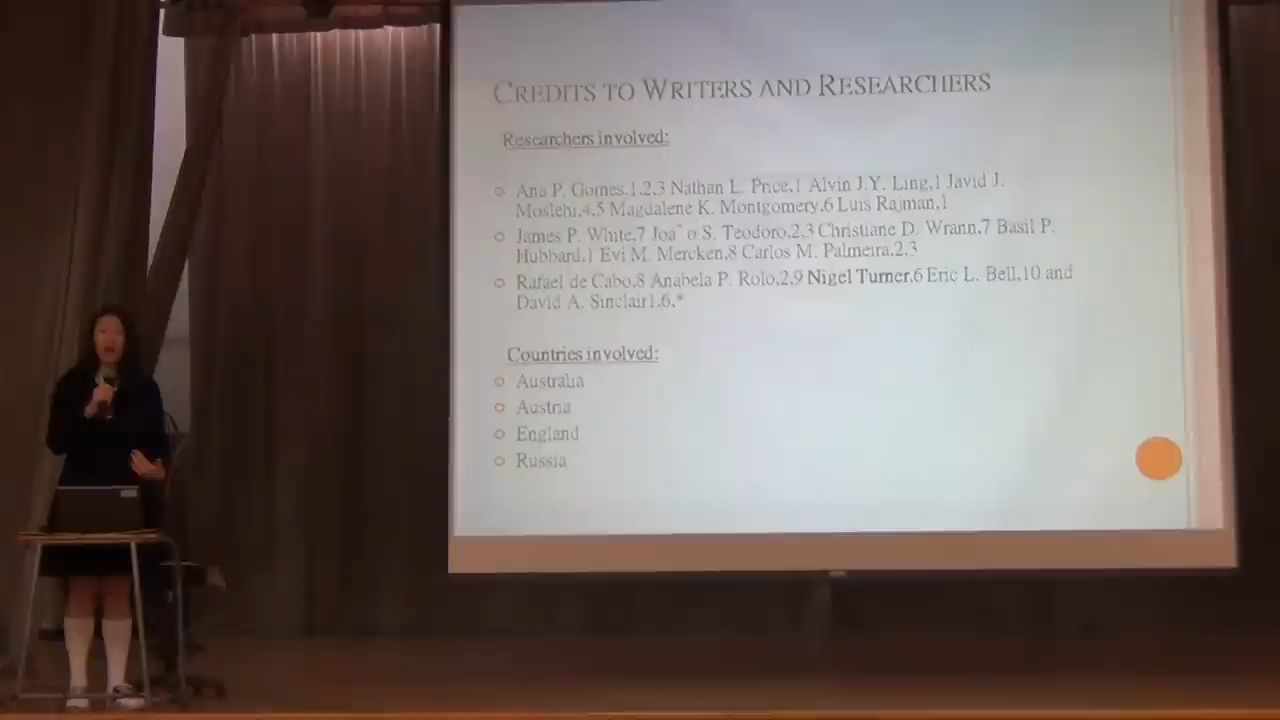 CREDITS TO WRITERS AND RESEARCHERS
Researchers involved:
Ana P. Gomes,1,2,3 Nathan L. Price,1 Alvin J.Y. Ling,1 Javid J.
Moslehi,4,5 Magdalene K. Montgomery,6 Luis Rajman,1
James P. White,7 Joa˜o S. Teodoro,2,3 Christiane D. Wrann,7 Basil P.
Hubbard,1 Evi M. Mercken,8 Carlos M. Palmeira,2,3
Rafael de Cabo,8 Anabela P. Rolo,2,9 Nigel Turner,6 Eric L. Bell,10 and
David A. Sinclair1,6,*
Countries involved:
Australia
Austria
England
Russia